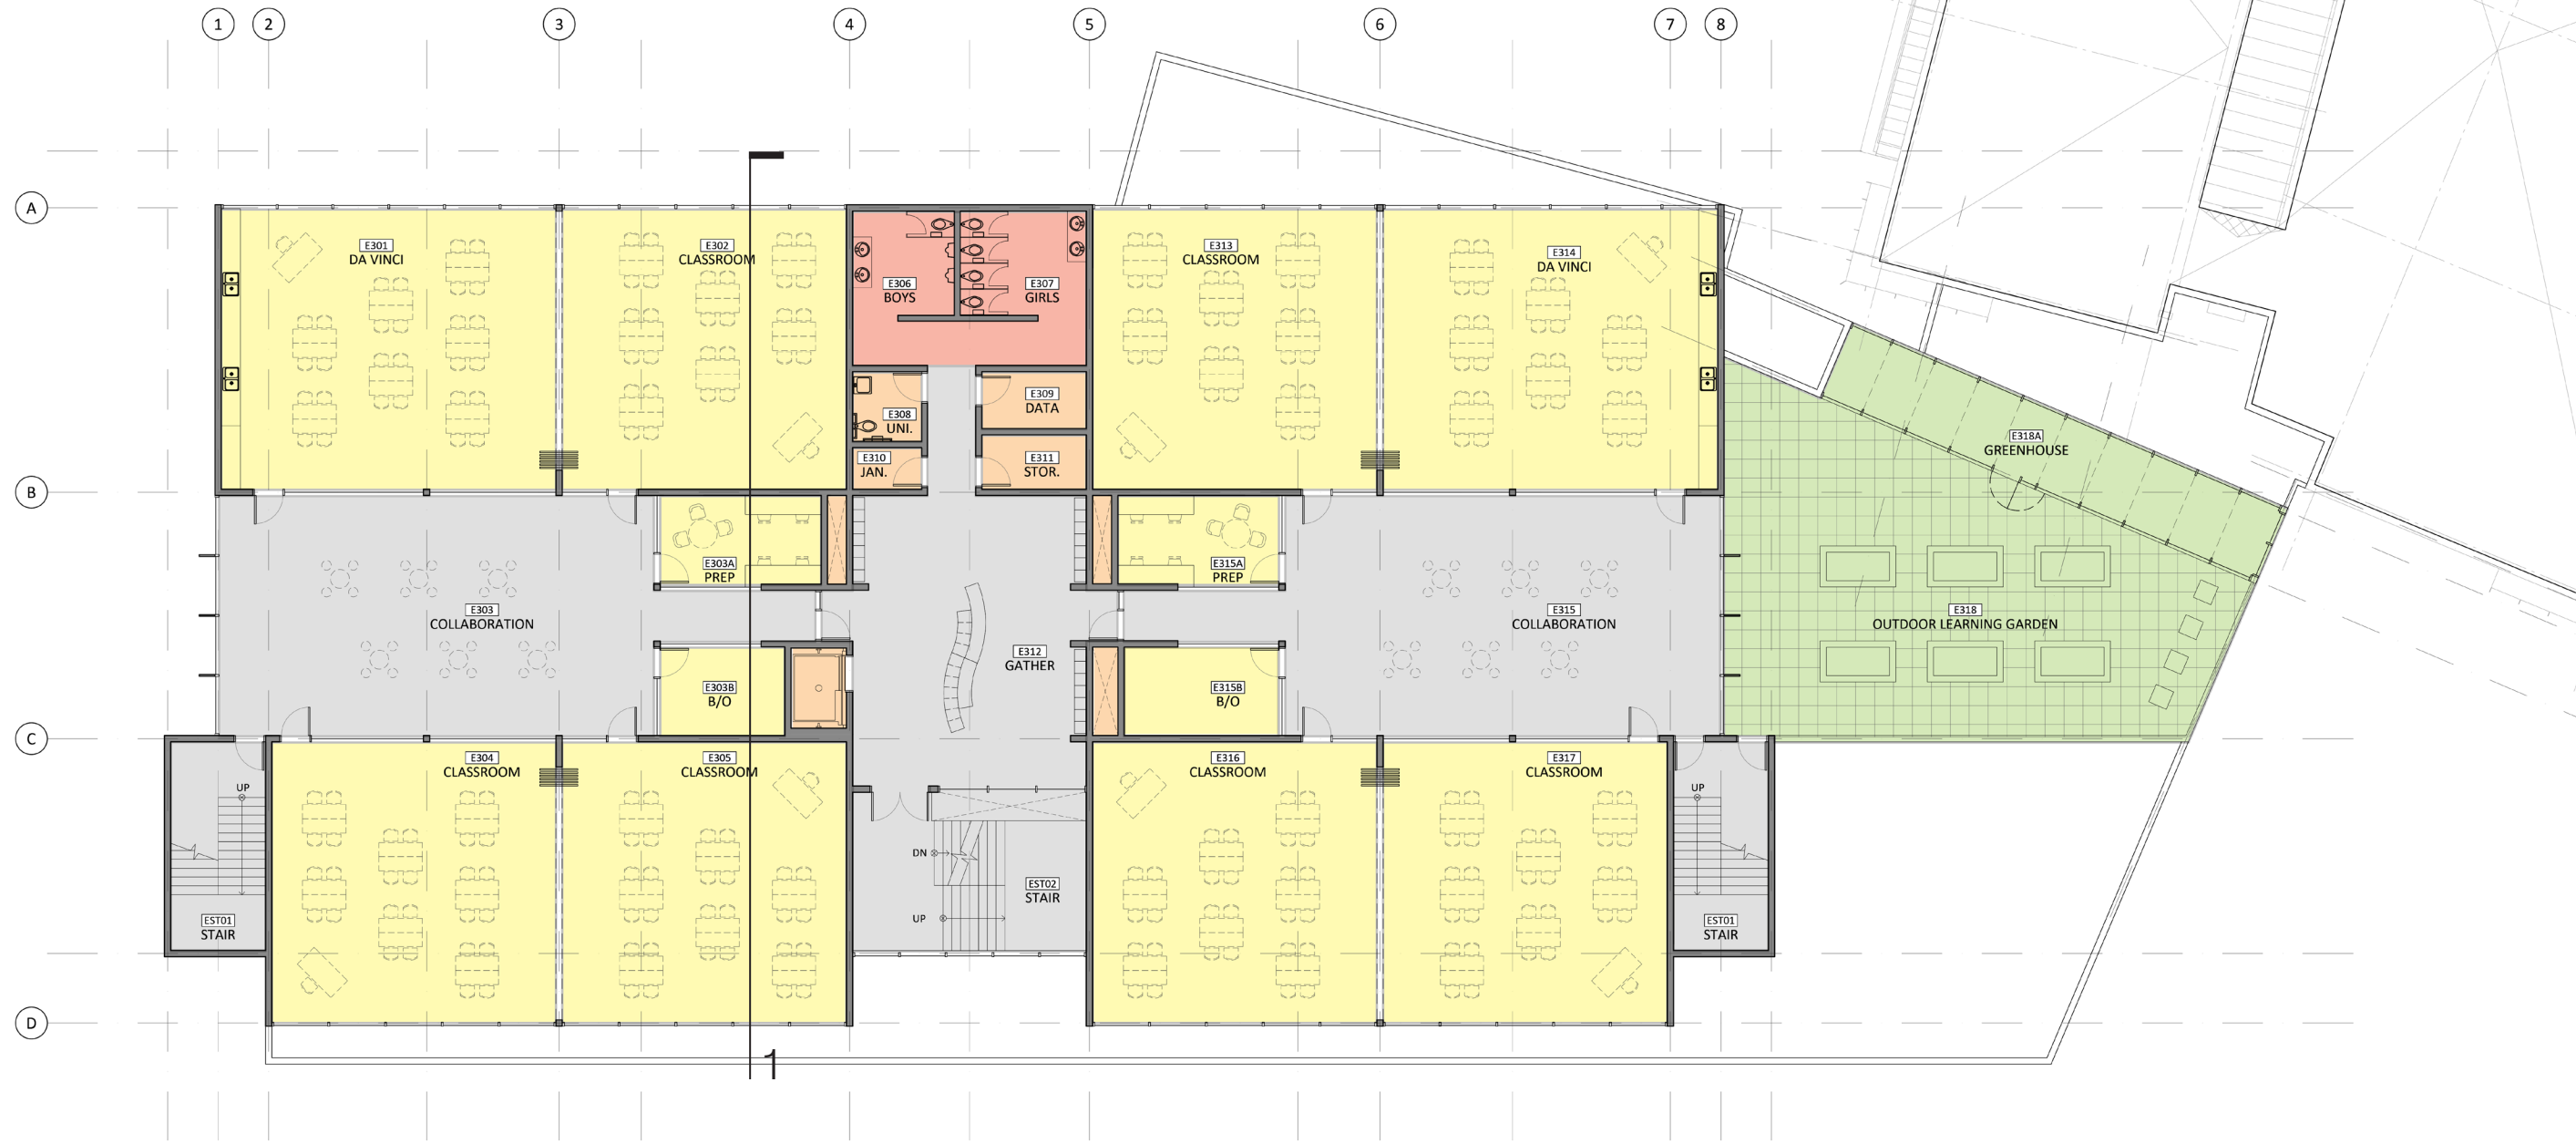 1
2
3
4
5
6
7
8
A
B
C
D
E301
DA VINCI
E302
CLASSROOM
E306
BOYS
E307
GIRLS
E313
CLASSROOM
E314
DA VINCI
E308
UNI.
E309
DATA
E310
JAN.
E311
STOR.
E318A
GREENHOUSE
E303A
PREP
E315A
PREP
E303
COLLABORATION
E315
COLLABORATION
E318
OUTDOOR LEARNING GARDEN
E312
GATHER
E303B
B/O
E315B
B/O
E304
CLASSROOM
E305
CLASSROOM
E316
CLASSROOM
E317
CLASSROOM
UP
UP
DN
UP
EST02
STAIR
EST01
STAIR
EST01
STAIR
1